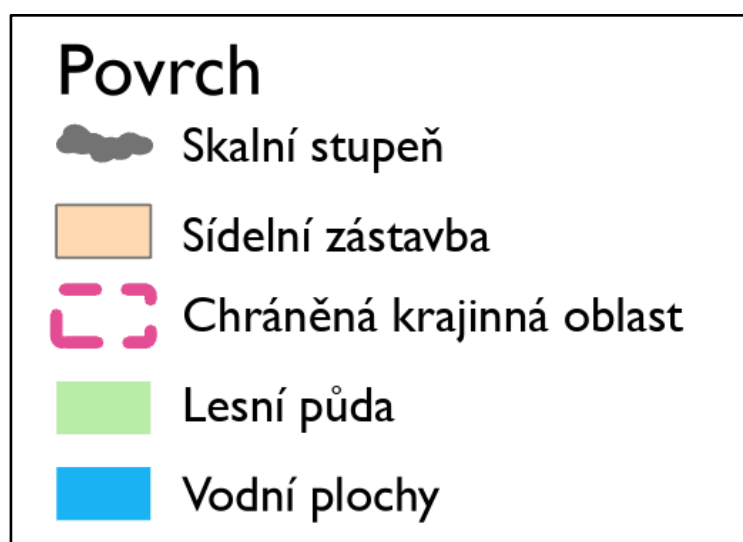 Povrch
Skalní stupeň
Sídelní zástavba
Chráněná krajinná oblast
Lesní půda
Vodní plochy